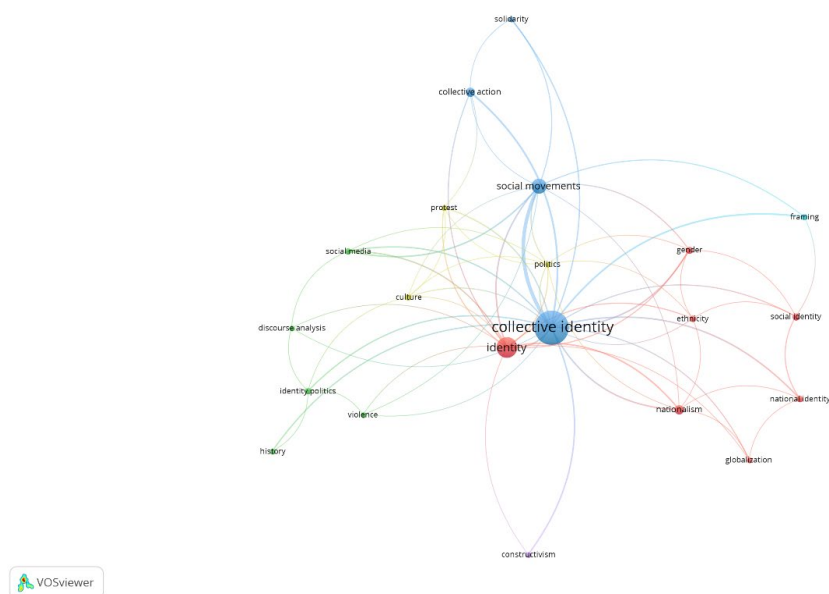 solidarity
collective action
social movements
protest
framing
social media
gender
politics
culture
social identity
ethnicity
collective identity
discourse analysis
identity
identity politics
national identity
nationalism
violence
history
globalization
constructivism
VOSviewer